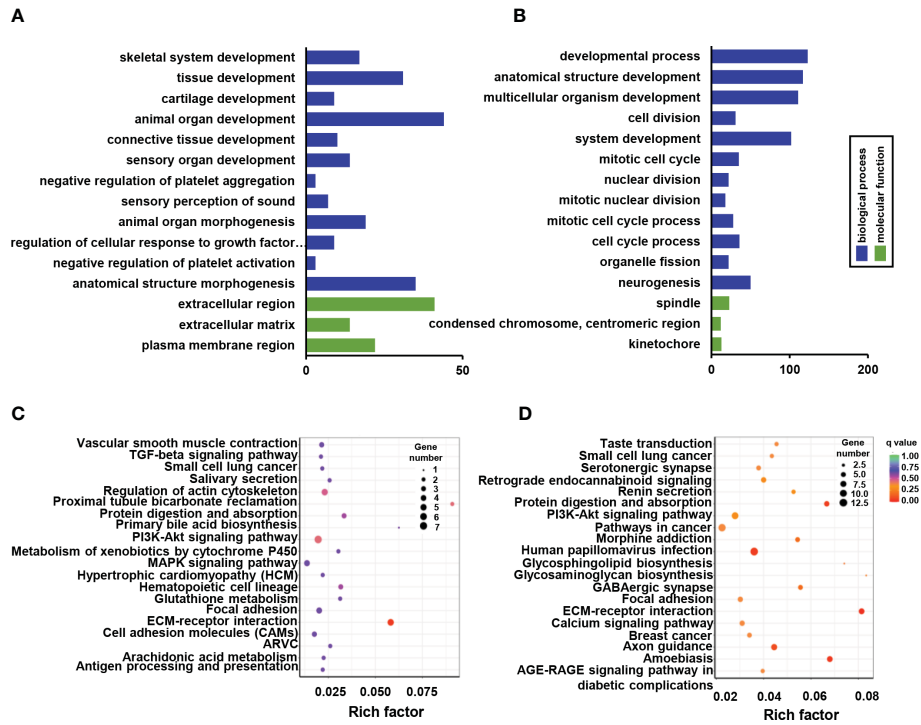 A
skeletal system development
tissue development
cartilage development
animal organ development
connective tissue development
sensory organ development
negative regulation of platelet aggregation
sensory perception of sound
animal organ morphogenesis
regulation of cellular response to growth factor...
negative regulation of platelet activation
anatomical structure morphogenesis
extracellular region
extracellular matrix
plasma membrane region
0
50
B
developmental process
anatomical structure development
multicellular organism development
cell division
system development
mitotic cell cycle
nuclear division
mitotic nuclear division
mitotic cell cycle process
cell cycle process
organelle fission
neurogenesis
spindle
condensed chromosome, centromeric region
kinetochore
0
100
200
biological process
molecular function
C
Vascular smooth muscle contraction
TGF-beta signaling pathway
Small cell lung cancer
Salivary secretion
Regulation of actin cytoskeleton
Proximal tubule bicarbonate reclamation
Protein digestion and absorption
Primary bile acid biosynthesis
PI3K-Akt signaling pathway
Metabolism of xenobiotics by cytochrome P450
MAPK signaling pathway
Hypertrophic cardiomyopathy (HCM)
Hematopoietic cell lineage
Glutathione metabolism
Focal adhesion
ECM-receptor interaction
Cell adhesion molecules (CAMs)
ARVC
Arachidonic acid metabolism
Antigen processing and presentation
Gene
number
1
2
3
4
5
6
7
0.025
0.050
0.075
Rich factor
D
Taste transduction
Small cell lung cancer
Serotonergic synapse
Retrograde endocannabinoid signaling
Renin secretion
Protein digestion and absorption
PI3K-Akt signaling pathway
Pathways in cancer
Morphine addiction
Human papillomavirus infection
Glycosphingolipid biosynthesis
Glycosaminoglycan biosynthesis
GABAergic synapse
Focal adhesion
ECM-receptor interaction
Calcium signaling pathway
Breast cancer
Axon guidance
Amoebiasis
AGE-RAGE signaling pathway in
diabetic complications
Gene
number
2.5
5.0
7.5
10.0
12.5
q value
1.00
0.75
0.50
0.25
0.00
0.02
0.04
0.06
0.08
Rich factor